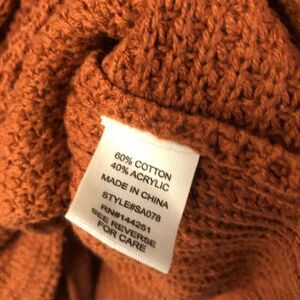 60% COTTON
40% ACRYLIC
MADE IN CHINA
STYLE#SA078
RN#144251
SEE REVERSE
FOR CARE